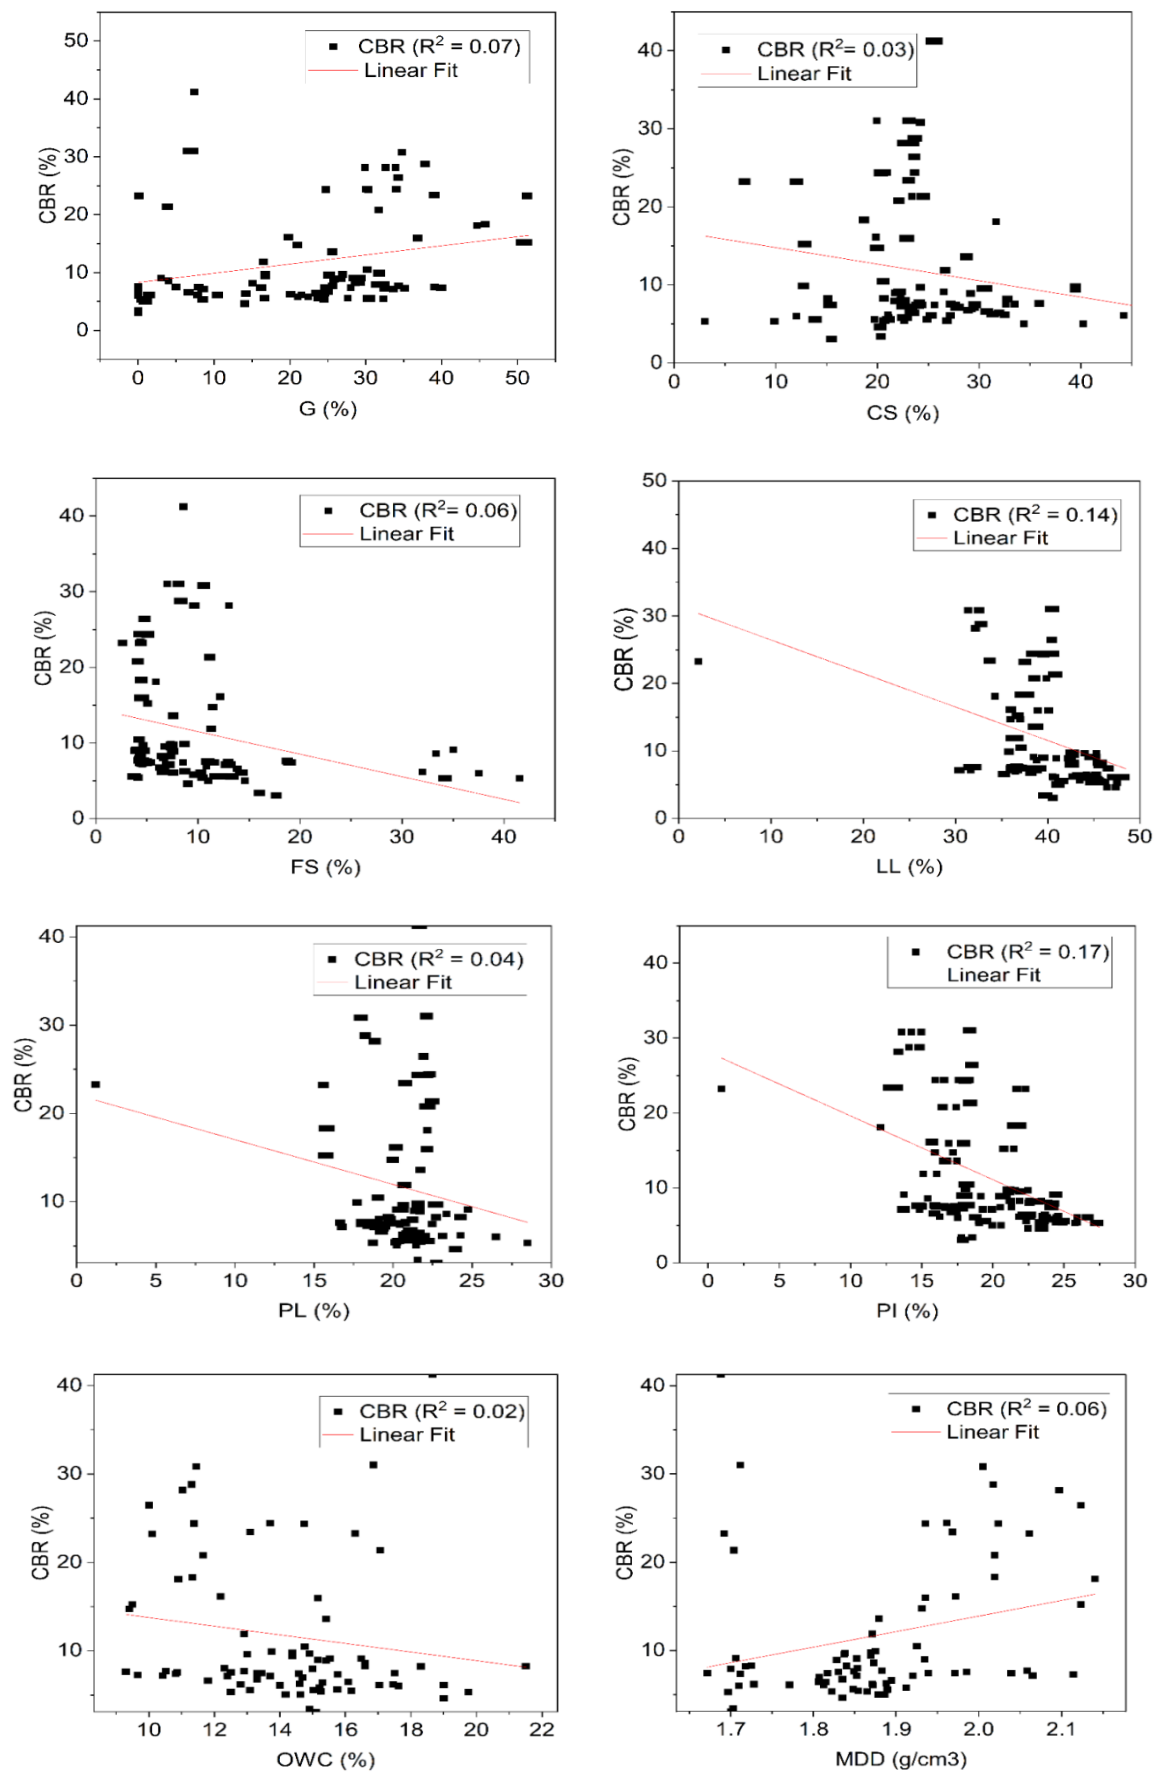 CBR (R² = 0.07)
Linear Fit
50
40
30
20
10
0
CBR (%)
0 10 20 30 40 50
G (%)
CBR (R²= 0.03)
Linear Fit
40
30
20
10
0
CBR (%)
0 10 20 30 40
CS (%)
CBR (R²= 0.06)
Linear Fit
40
30
20
10
0
CBR (%)
0 10 20 30 40
FS (%)
CBR (R² = 0.14)
Linear Fit
50
40
30
20
10
0
CBR (%)
0 10 20 30 40 50
LL (%)
CBR (R² = 0.04)
Linear Fit
40
30
20
10
CBR (%)
0 5 10 15 20 25 30
PL (%)
CBR (R² = 0.17)
Linear Fit
40
30
20
10
0
CBR (%)
0 5 10 15 20 25 30
PI (%)
CBR (R² = 0.02)
Linear Fit
40
30
20
10
CBR (%)
10 12 14 16 18 20 22
OWC (%)
CBR (R² = 0.06)
Linear Fit
40
30
20
10
CBR (%)
1.7 1.8 1.9 2.0 2.1
MDD (g/cm3)